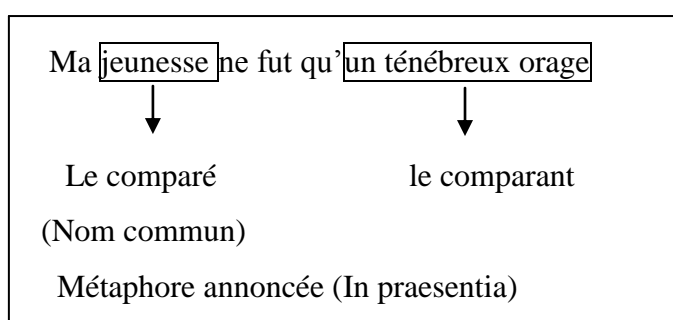 Ma jeunesse ne fut qu’un ténébreux orage
Le comparé le comparant
(Nom commun)
Métaphore annoncée (In praesentia)